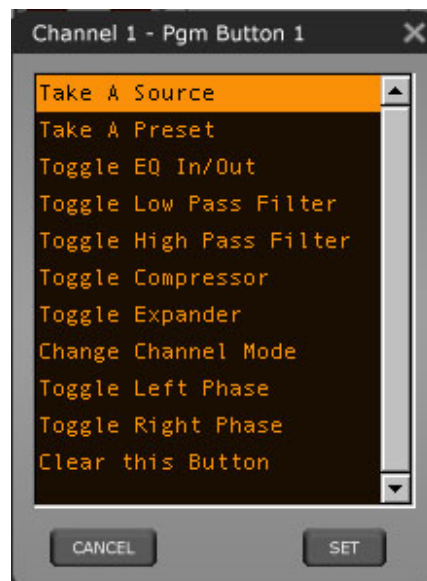 Channel 1 - Pgm Button 1
Take A Source
Take A Preset
Toggle EQ In/Out
Toggle Low Pass Filter
Toggle High Pass Filter
Toggle Compressor
Toggle Expander
Change Channel Mode
Toggle Left Phase
Toggle Right Phase
Clear this Button
CANCEL SET